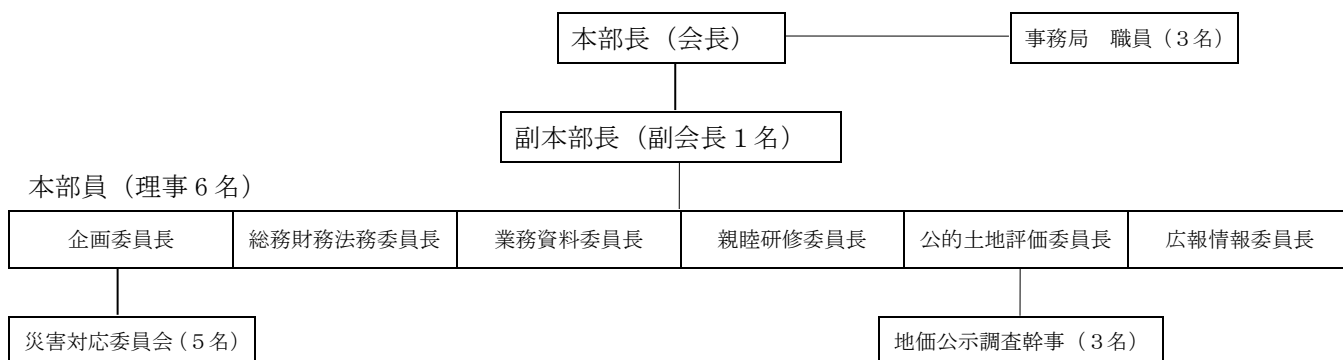 本部長（会長）
事務局　職員（３名）
副本部長（副会長１名）
本部員（理事６名）
企画委員長
総務財務法務委員長
業務資料委員長
親睦研修委員長
公的土地評価委員長
広報情報委員長
災害対応委員会（５名）
地価公示調査幹事（３名）